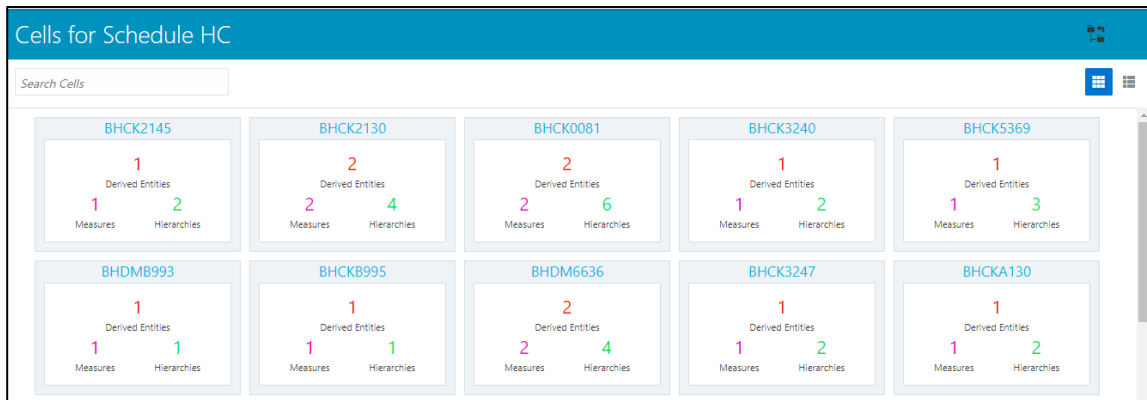 Cells for Schedule HC
Search Cells
BHCK2145 BHCK2130 BHCK0081 BHCK3240 BHCK5369
1 2 2 1 1
Derived Entities Derived Entities Derived Entities Derived Entities Derived Entities
1 2 2 4 2 6 1 2 1 3
Measures Hierarchies Measures Hierarchies Measures Hierarchies Measures Hierarchies Measures Hierarchies
BHDMB993 BHCKB995 BHDM6636 BHCK3247 BHCKA130
1 1 2 1 1
Derived Entities Derived Entities Derived Entities Derived Entities Derived Entities
1 1 1 1 2 4 1 2 1 2
Measures Hierarchies Measures Hierarchies Measures Hierarchies Measures Hierarchies Measures Hierarchies